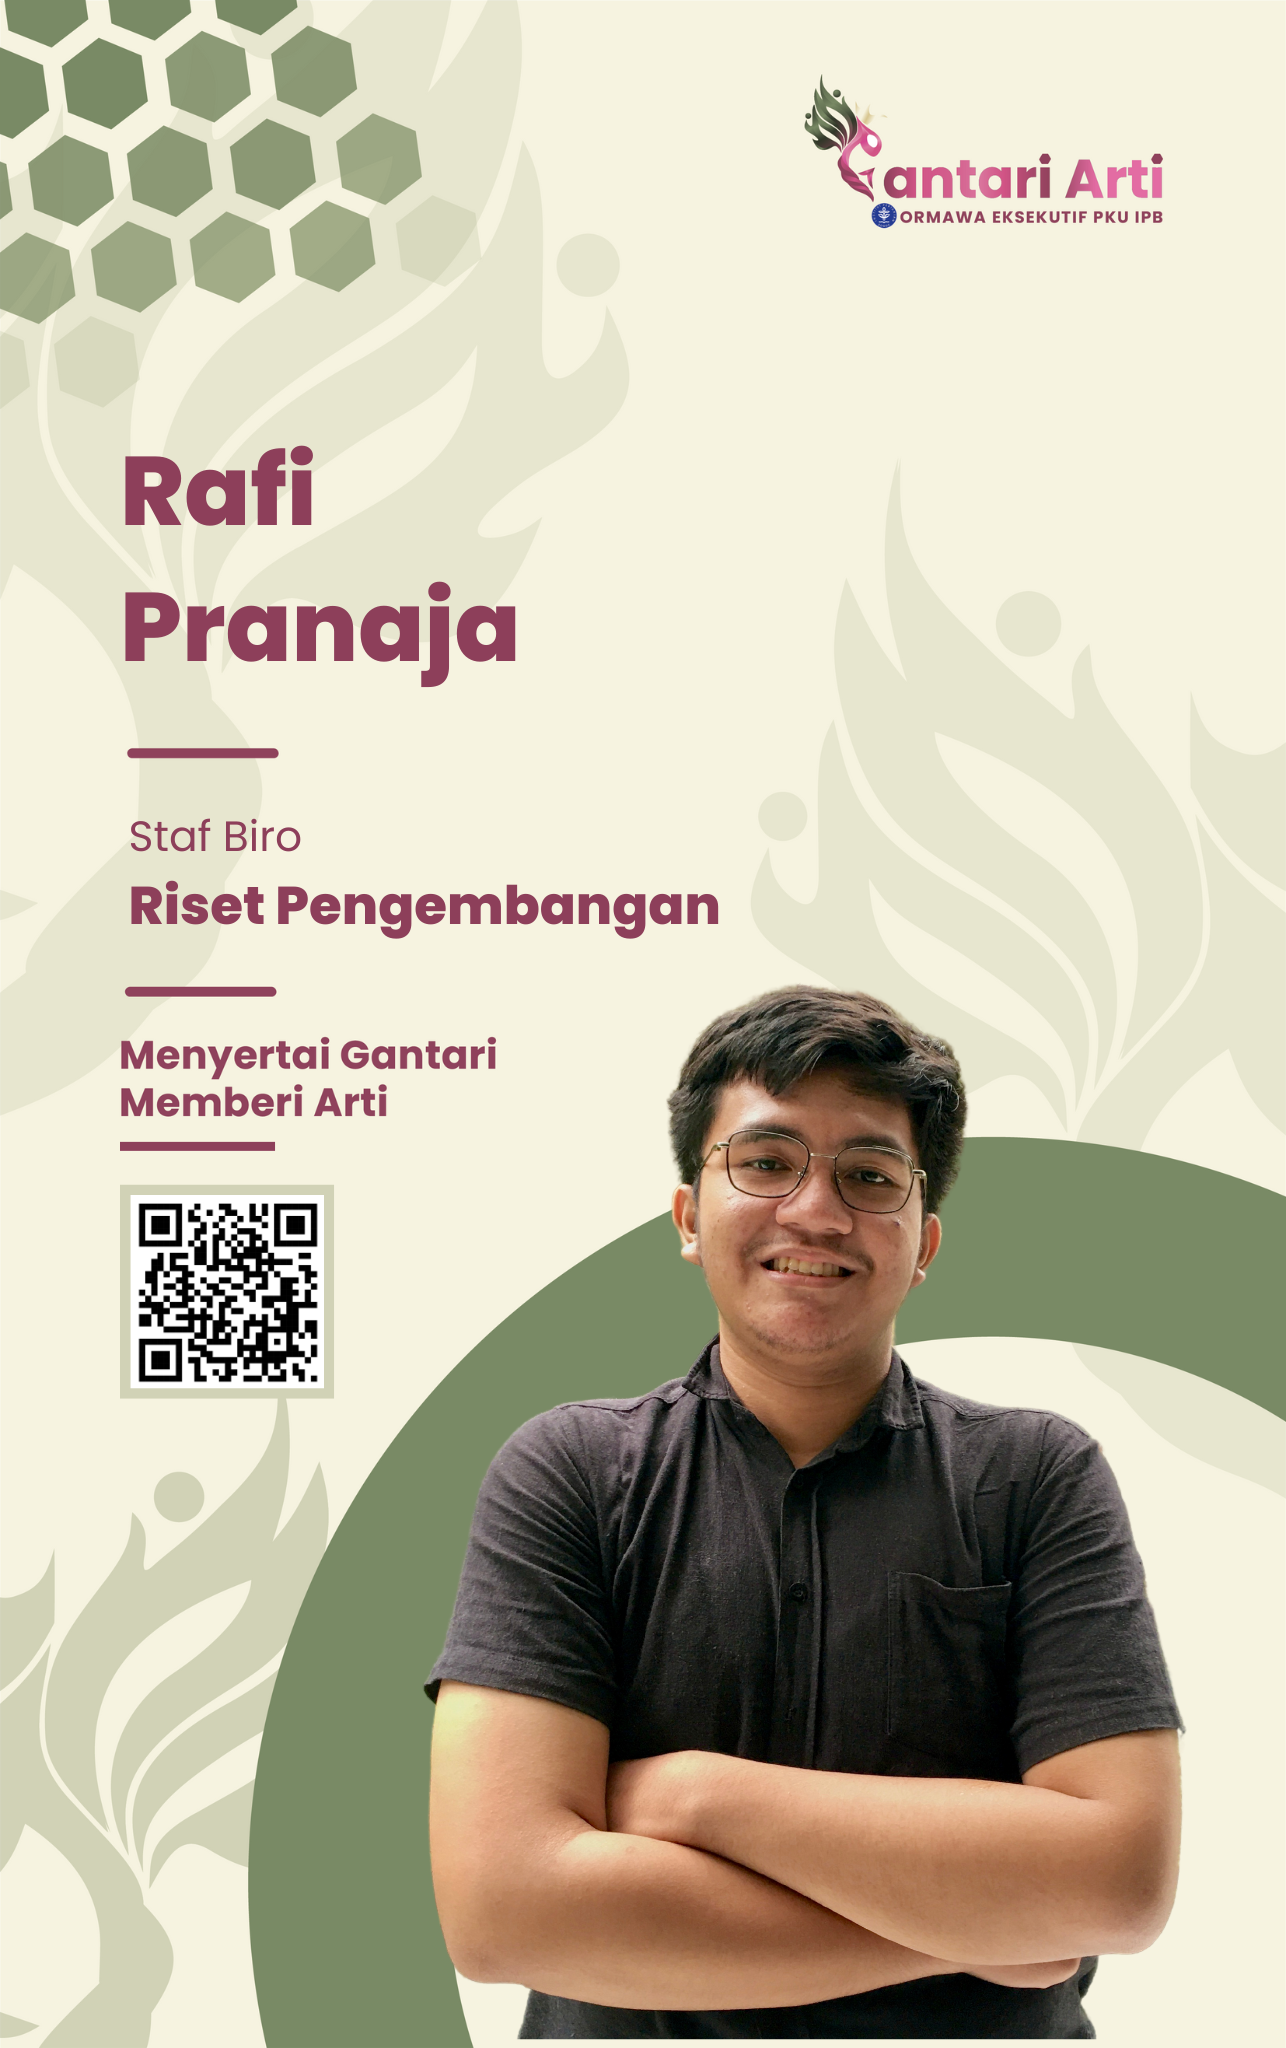 Gantari Arti
ORMAWA EKSEKUTIF PKU IPB
Rafi
Pranaja
Staf Biro
Riset Pengembangan
Menyertai Gantari
Memberi Arti